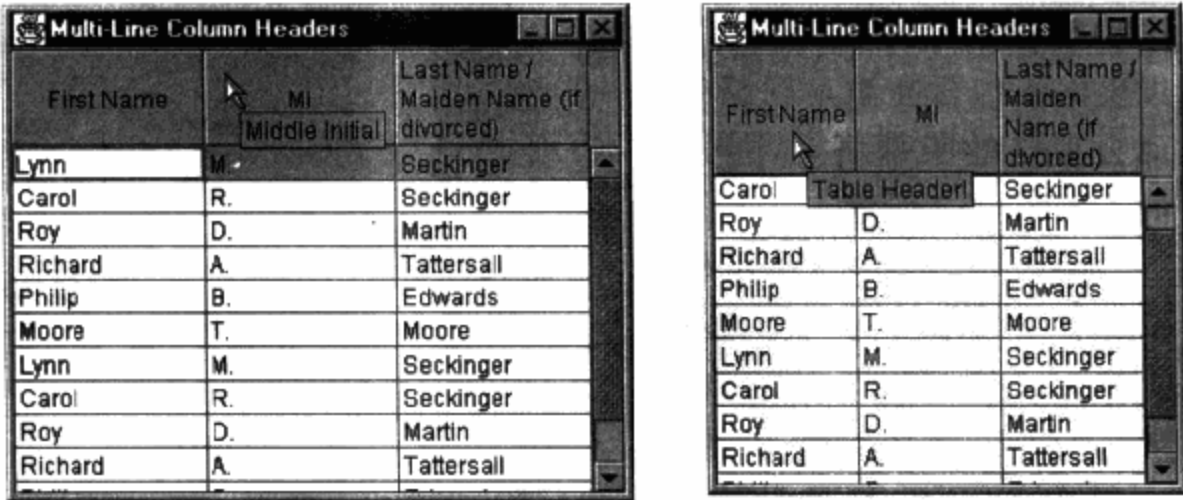 Multi-Line Column Headers
First Name
MI
Last Name /
Maiden Name (if
divorced)
Middle Initial
Lynn M. Seckinger
Carol R. Seckinger
Roy D. Martin
Richard A. Tattersall
Philip B. Edwards
Moore T. Moore
Lynn M. Seckinger
Carol R. Seckinger
Roy D. Martin
Richard A. Tattersall
Multi-Line Column Headers
First Name
MI
Last Name /
Maiden
Name (if
divorced)
Table Header!
Carol Seckinger
Roy D. Martin
Richard A. Tattersall
Philip B. Edwards
Moore T. Moore
Lynn M. Seckinger
Carol R. Seckinger
Roy D. Martin
Richard A. Tattersall